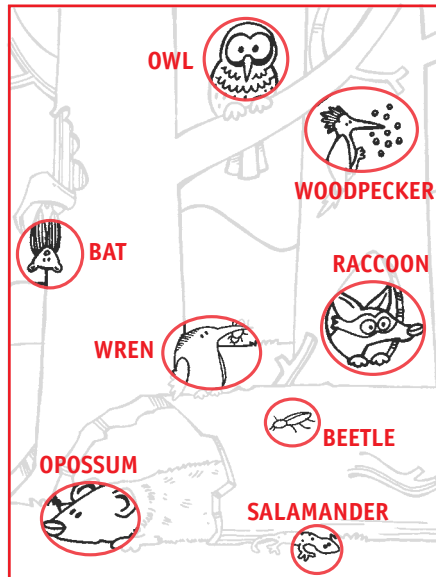 OWL
WOODPECKER
BAT
RACCOON
WREN
BEETLE
OPOSSUM
SALAMANDER